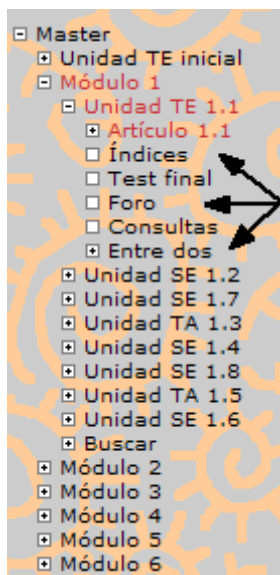 Master
Unidad TE inicial
Módulo 1
Unidad TE 1.1
Artículo 1.1
Índices
Test final
Foro
Consultas
Entre dos
Unidad SE 1.2
Unidad SE 1.7
Unidad TA 1.3
Unidad SE 1.4
Unidad SE 1.8
Unidad TA 1.5
Unidad SE 1.6
Buscar
Módulo 2
Módulo 3
Módulo 4
Módulo 5
Módulo 6